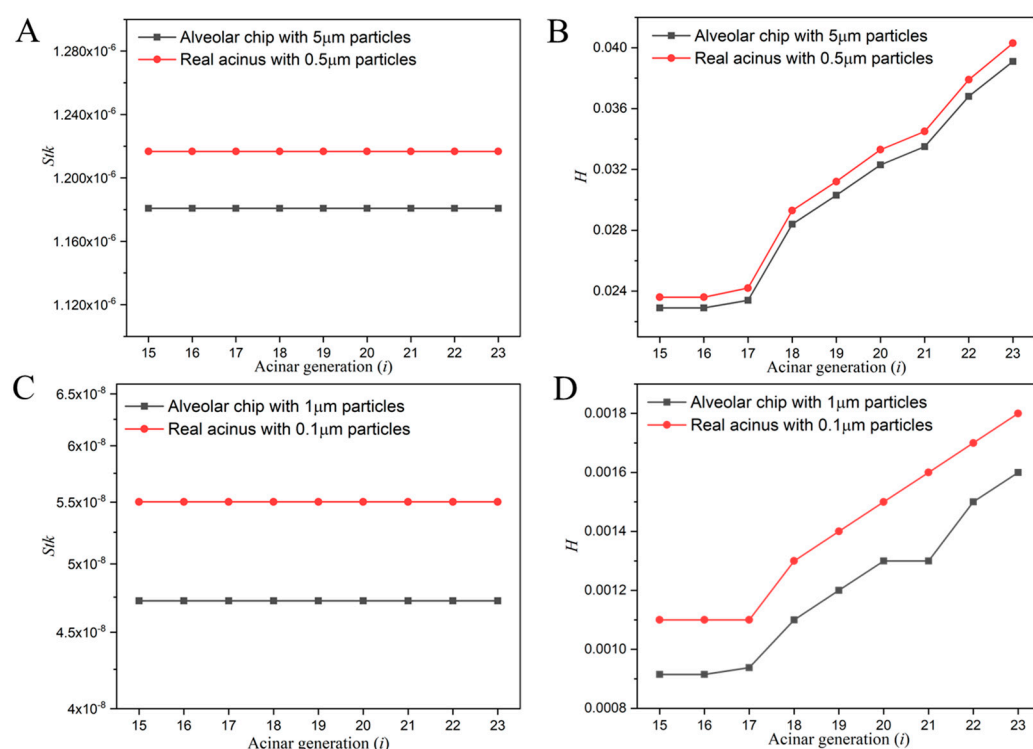 A
Alveolar chip with 5μm particles
Real acinus with 0.5μm particles
1.280x10⁻⁶
1.240x10⁻⁶
1.200x10⁻⁶
1.160x10⁻⁶
1.120x10⁻⁶
Stk
15 16 17 18 19 20 21 22 23
Acinar generation (i)
B
Alveolar chip with 5μm particles
Real acinus with 0.5μm particles
0.040
0.036
0.032
0.028
0.024
H
15 16 17 18 19 20 21 22 23
Acinar generation (i)
C
Alveolar chip with 1μm particles
Real acinus with 0.1μm particles
6.5x10⁻⁸
6x10⁻⁸
5.5x10⁻⁸
5x10⁻⁸
4.5x10⁻⁸
4x10⁻⁸
Stk
15 16 17 18 19 20 21 22 23
Acinar generation (i)
D
Alveolar chip with 1μm particles
Real acinus with 0.1μm particles
0.0018
0.0016
0.0014
0.0012
0.0010
0.0008
H
15 16 17 18 19 20 21 22 23
Acinar generation (i)